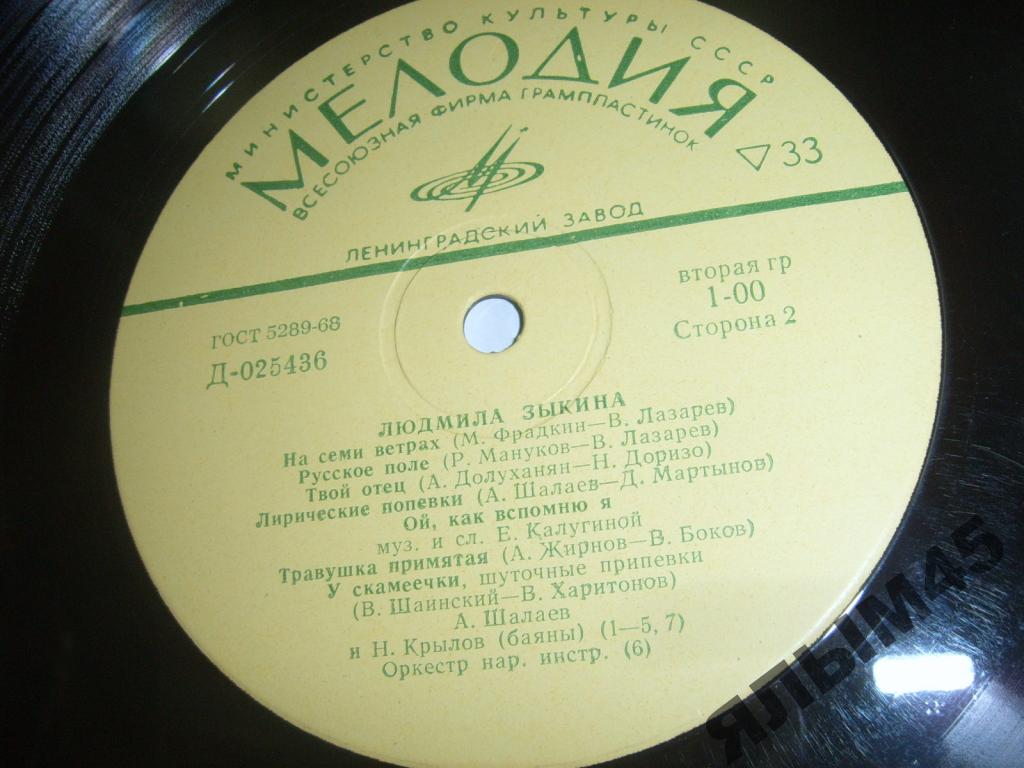 МИНИСТЕРСТВО КУЛЬТУРЫ СССР
МЕЛОДИЯ
ВСЕСОЮЗНАЯ ФИРМА ГРАМПЛАСТИНОК
▷ 33
ЛЕНИНГРАДСКИЙ ЗАВОД
ГОСТ 5289-68
Д-025436
вторая гр
1-00
Сторона 2
ЛЮДМИЛА ЗЫКИНА
На семи ветрах (М. Фрадкин—В. Лазарев)
Русское поле (Р. Мануков—В. Лазарев)
Твой отец (А. Долуханян—Н. Доризо)
Лирические попевки (А. Шалаев—Д. Мартынов)
Ой, как вспомню я
муз. и сл. Е. Калугиной
Травушка примятая (А. Жирнов—В. Боков)
У скамеечки, шуточные припевки
(В. Шаинский—В. Харитонов)
А. Шалаев
и Н. Крылов (баяны) (1—5, 7)
Оркестр нар. инстр. (6)
ЯЛЫМ45